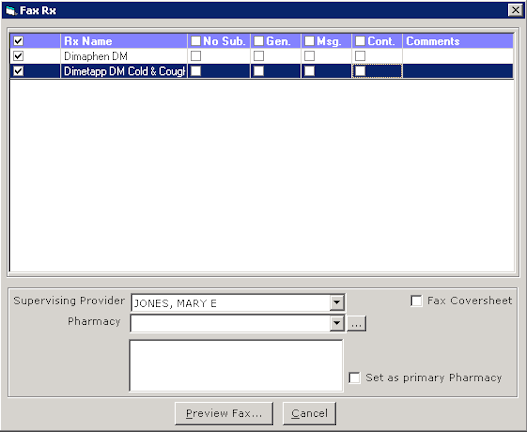 Fax Rx
Rx Name No Sub. Gen. Msg. Cont. Comments
Dimaphen DM
Dimetapp DM Cold & Cough
Supervising Provider JONES, MARY E Fax Coversheet
Pharmacy ...
Set as primary Pharmacy
Preview Fax... Cancel